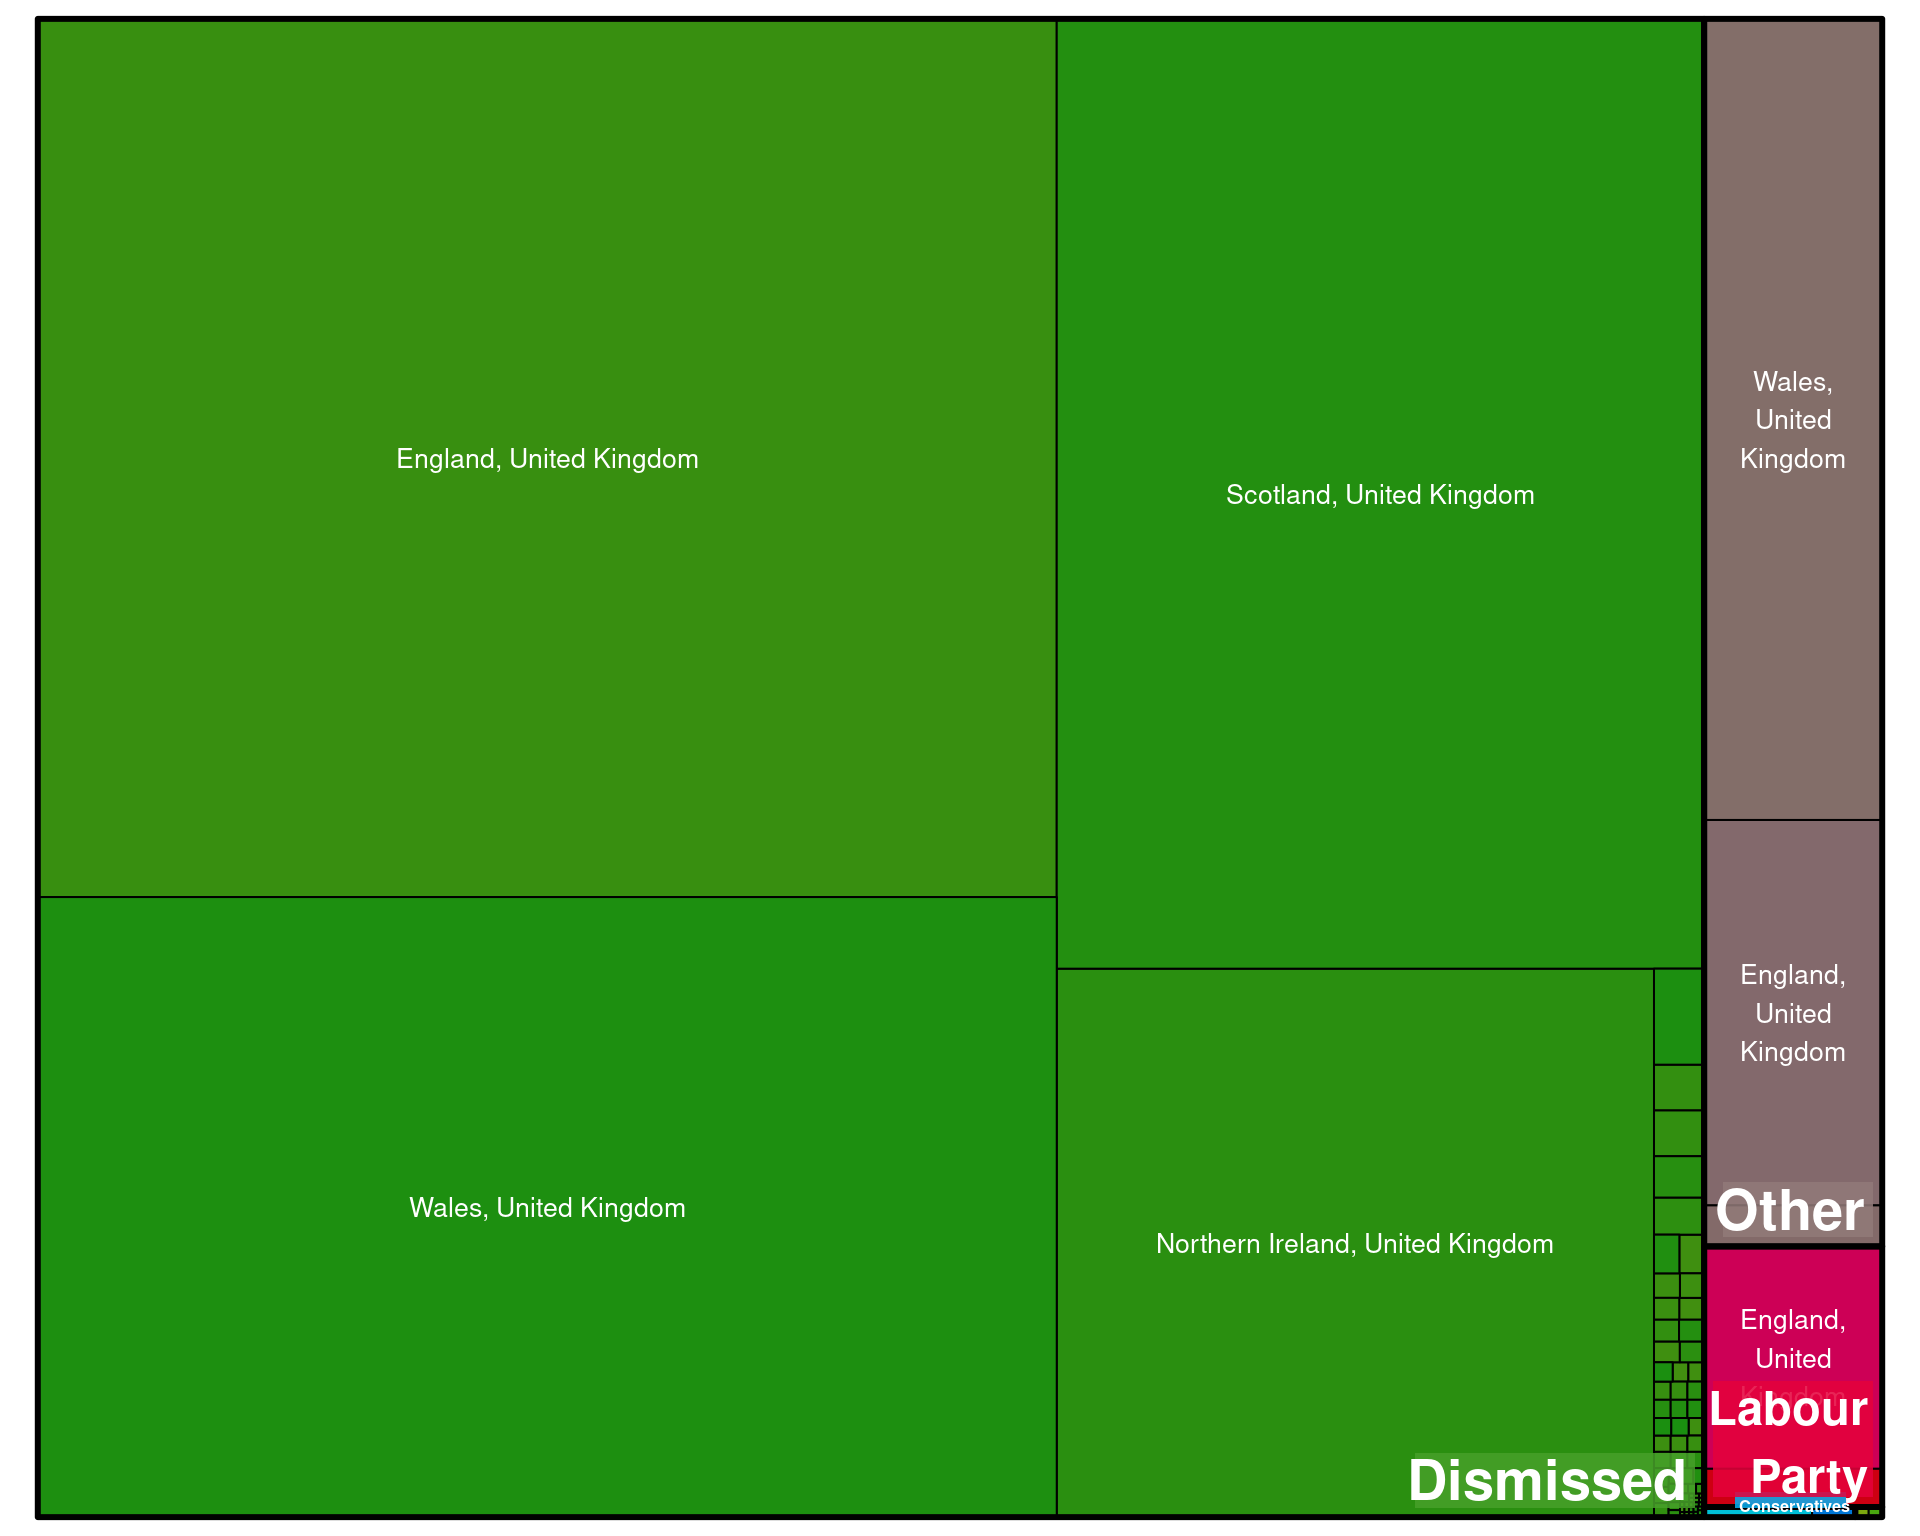 England, United Kingdom
Scotland, United Kingdom
Wales,
United
Kingdom
England,
United
Kingdom
Wales, United Kingdom
Northern Ireland, United Kingdom
Other
England,
United
Kingdom
Labour
Party
Dismissed
Conservatives